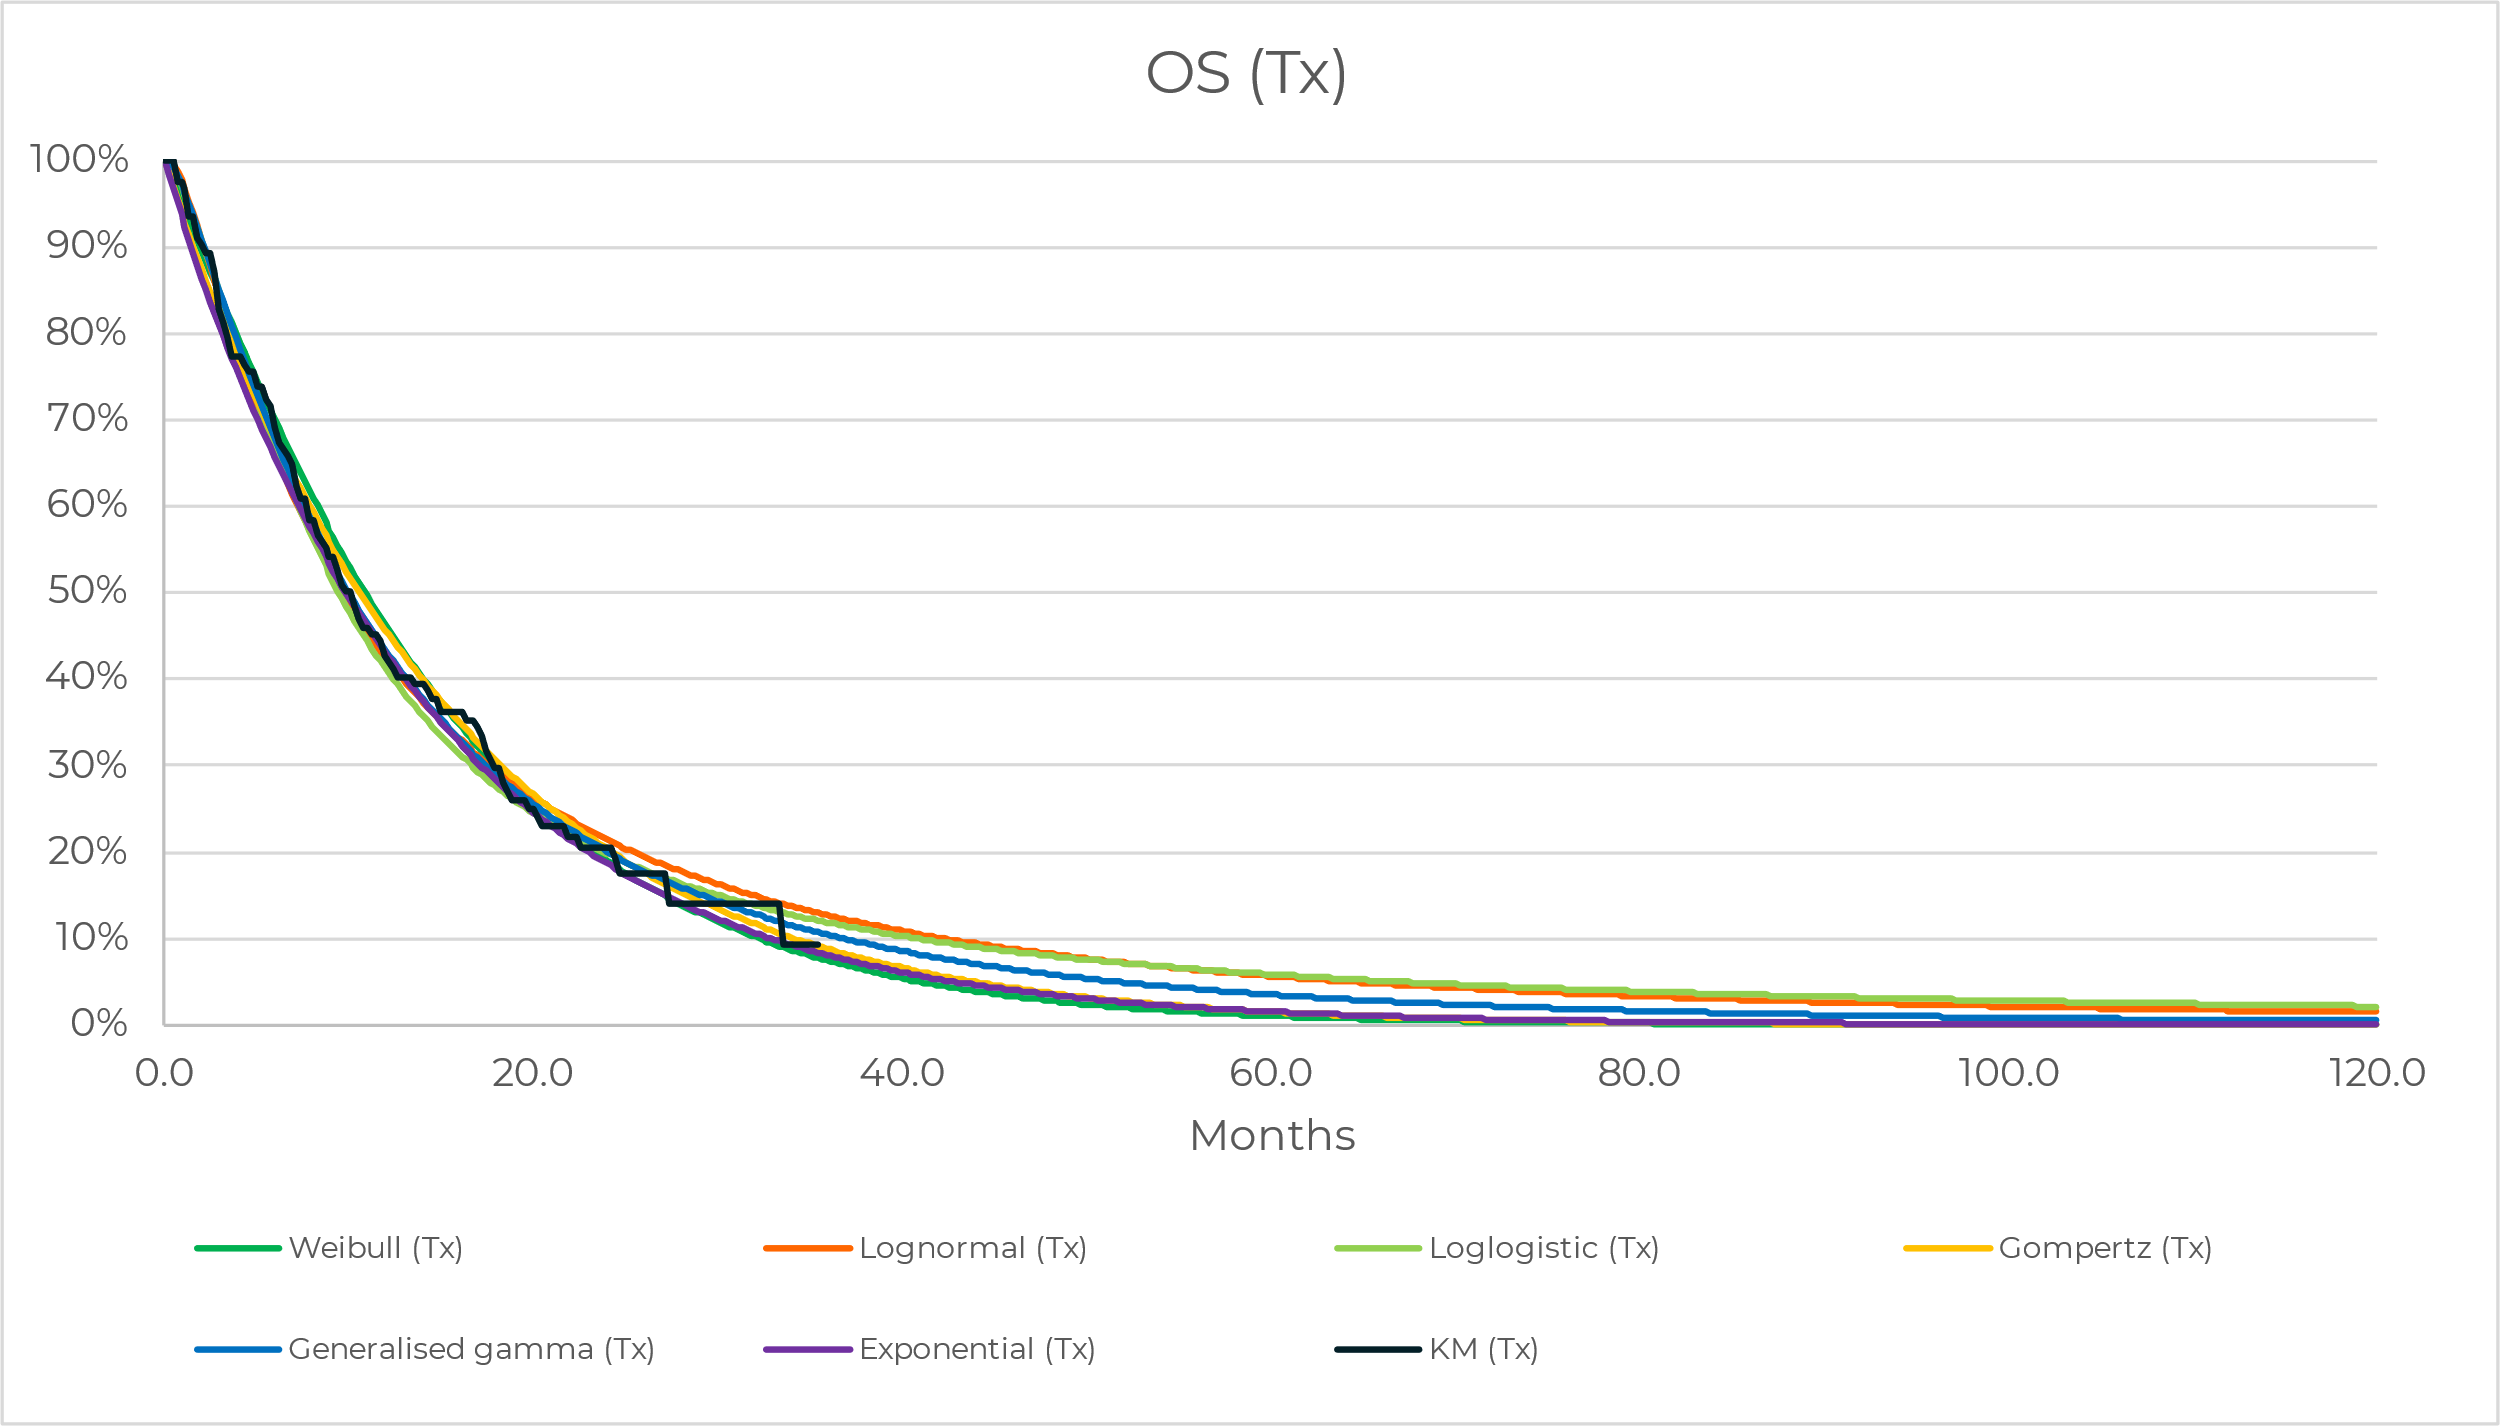 OS (Tx)
100%
90%
80%
70%
60%
50%
40%
30%
20%
10%
0%
0.0 20.0 40.0 60.0 80.0 100.0 120.0
Months
Weibull (Tx) Lognormal (Tx) Loglogistic (Tx) Gompertz (Tx)
Generalised gamma (Tx) Exponential (Tx) KM (Tx)